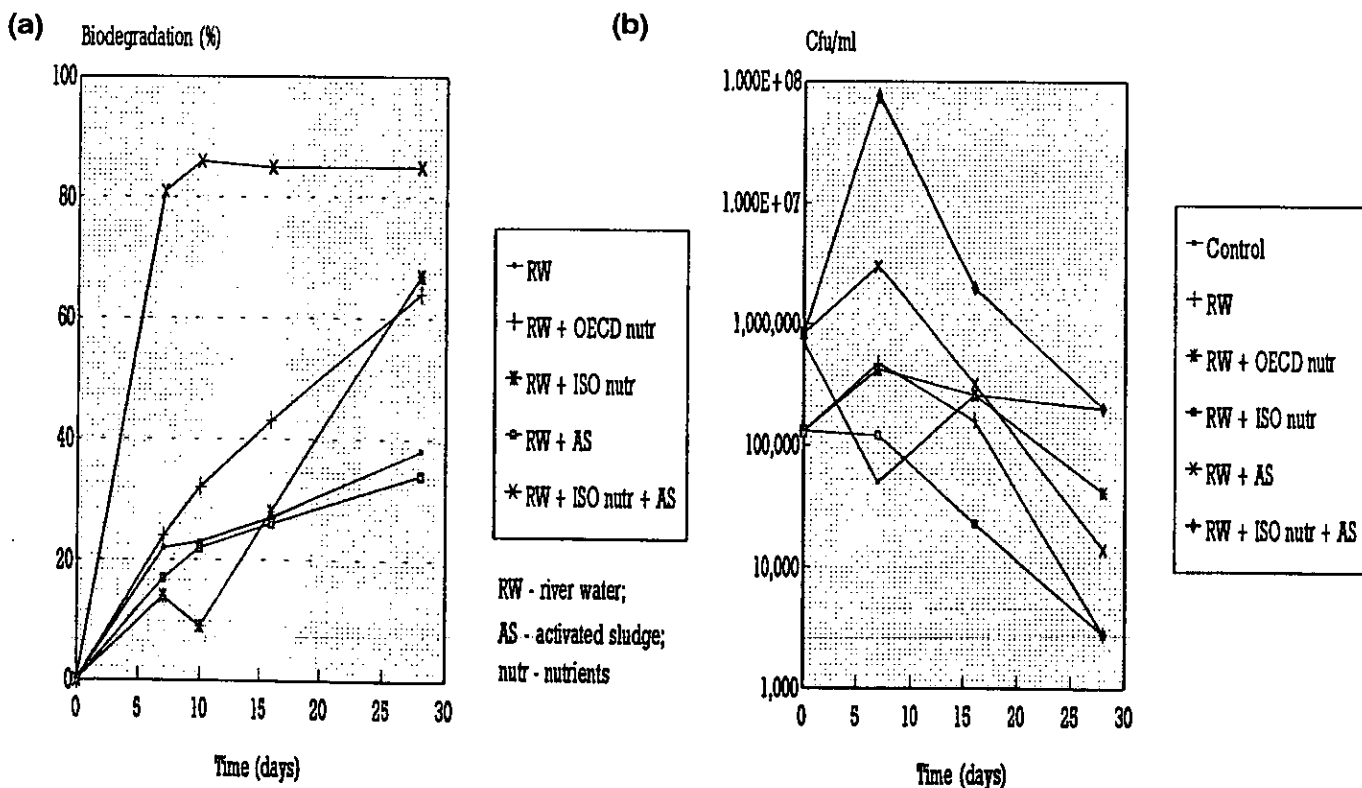 (a)
Biodegradation (%)
100
80
60
40
20
0
0 5 10 15 20 25 30
Time (days)
RW
RW + OECD nutr
RW + ISO nutr
RW + AS
RW + ISO nutr + AS
RW - river water;
AS - activated sludge;
nutr - nutrients
(b)
Cfu/ml
1.000E+08
1.000E+07
1,000,000
100,000
10,000
1,000
0 5 10 15 20 25 30
Time (days)
Control
RW
RW + OECD nutr
RW + ISO nutr
RW + AS
RW + ISO nutr + AS